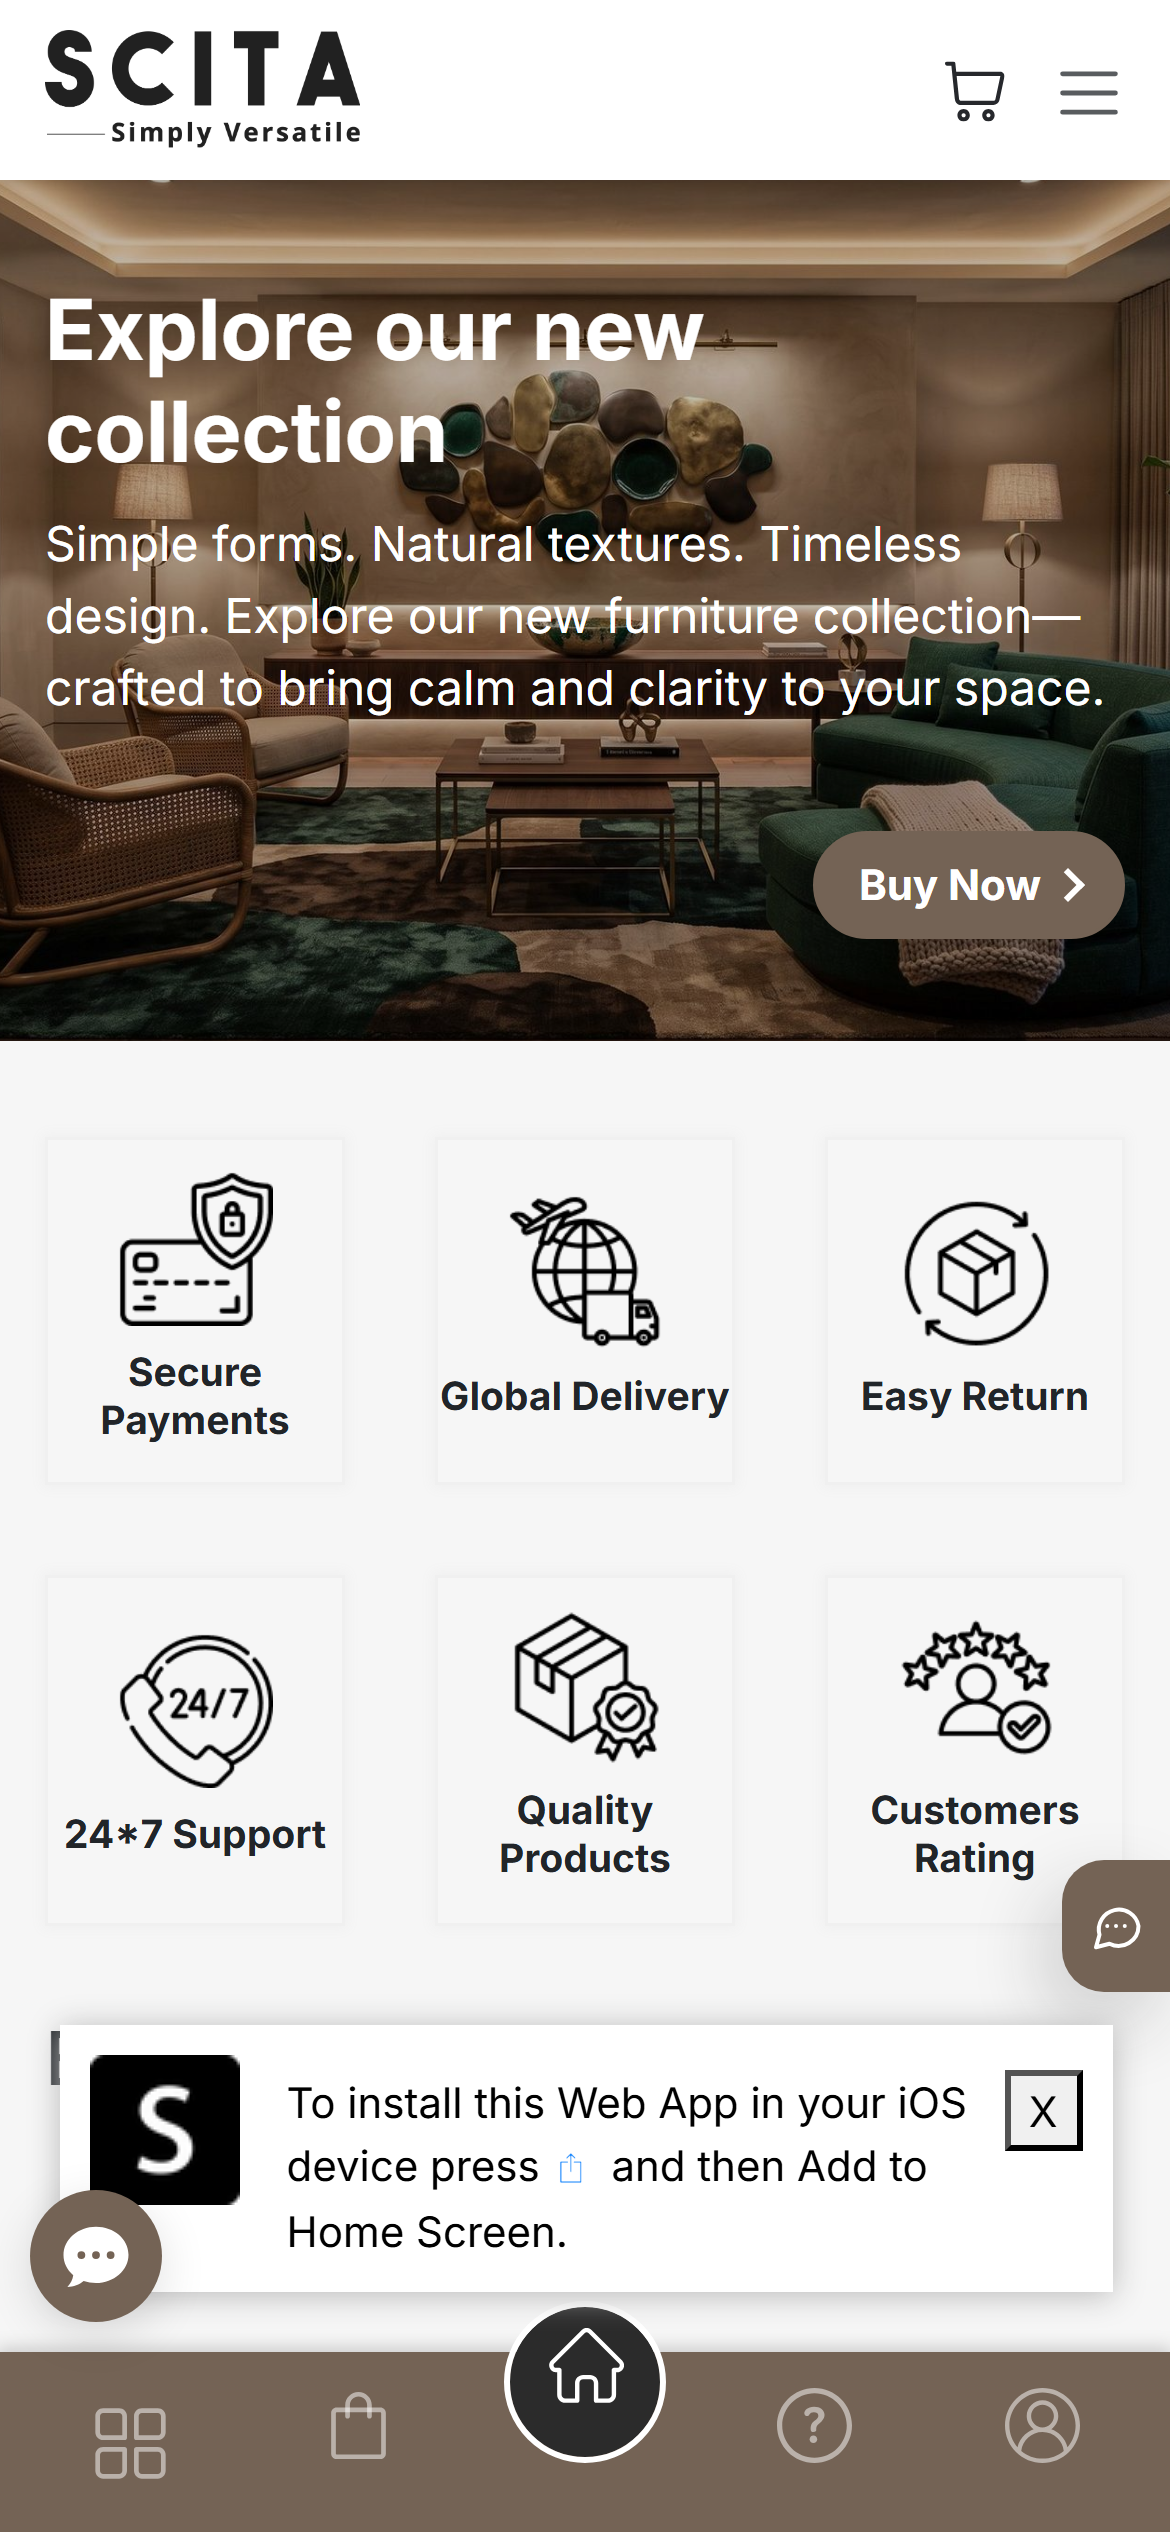 SCITA
Simply Versatile
Explore our new
collection
Simple forms. Natural textures. Timeless
design. Explore our new furniture collection—
crafted to bring calm and clarity to your space.
Buy Now
Secure
Payments
Global Delivery
Easy Return
24/7
24*7 Support
Quality
Products
Customers
Rating
S
To install this Web App in your iOS
device press and then Add to
Home Screen.
X